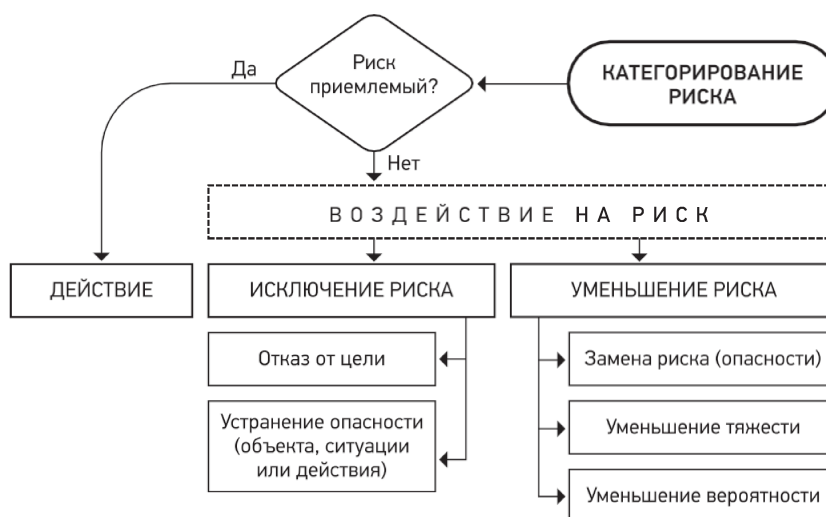 Да
Риск
приемлемый?
КАТЕГОРИРОВАНИЕ
РИСКА
Нет
ВОЗДЕЙСТВИЕ НА РИСК
ДЕЙСТВИЕ
ИСКЛЮЧЕНИЕ РИСКА
УМЕНЬШЕНИЕ РИСКА
Отказ от цели
Замена риска (опасности)
Устранение опасности
(объекта, ситуации
или действия)
Уменьшение тяжести
Уменьшение вероятности